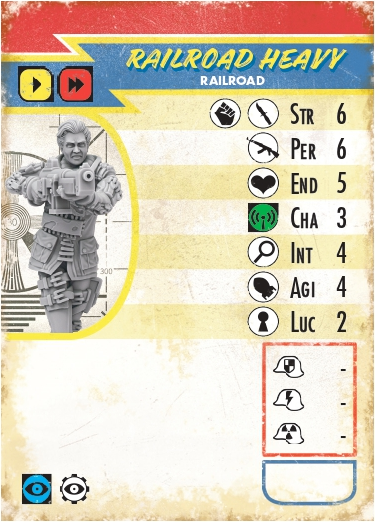 RAILROAD HEAVY
RAILROAD
STR 6
PER 6
END 5
CHA 3
INT 4
AGI 4
LUC 2
300
-
-
-